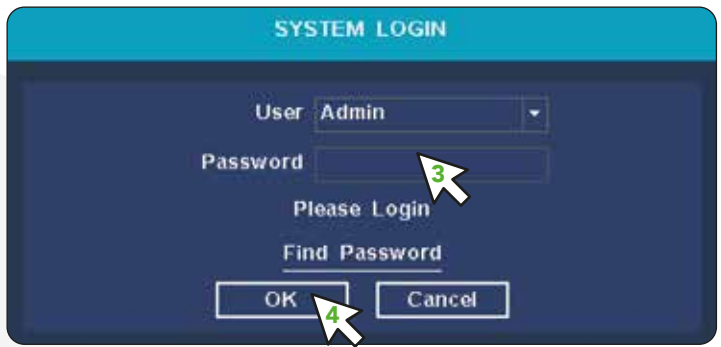 SYSTEM LOGIN
User Admin
Password 3
Please Login
Find Password
OK 4 Cancel